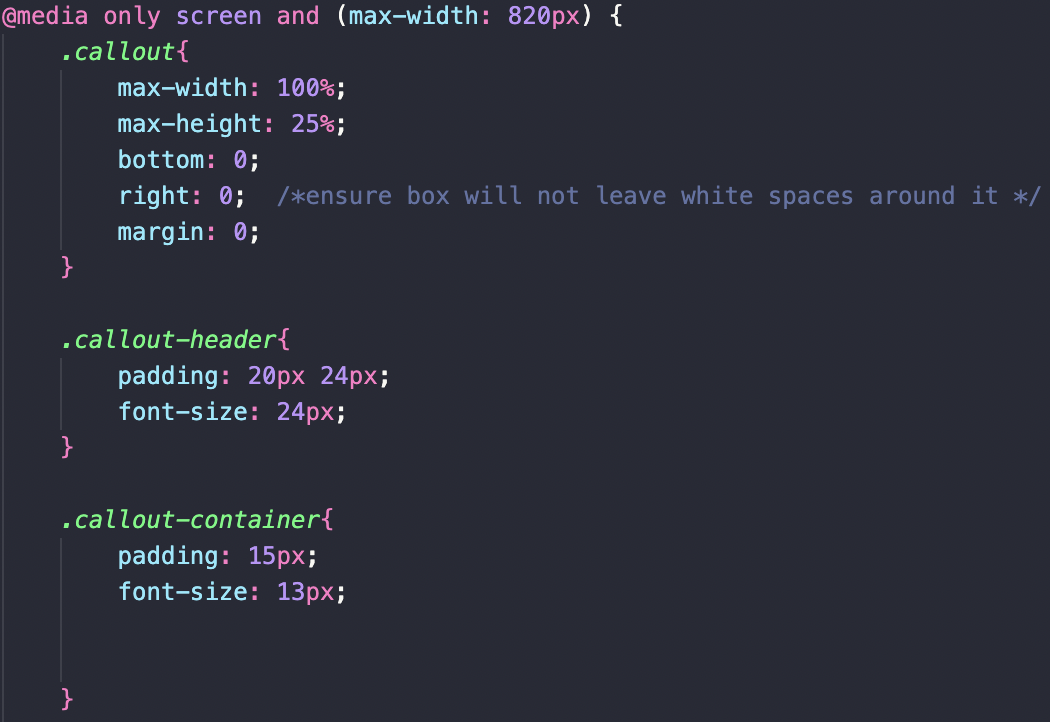 @media only screen and (max-width: 820px) {
.callout{
max-width: 100%;
max-height: 25%;
bottom: 0;
right: 0;  /*ensure box will not leave white spaces around it */
margin: 0;
}
.callout-header{
padding: 20px 24px;
font-size: 24px;
}
.callout-container{
padding: 15px;
font-size: 13px;
}